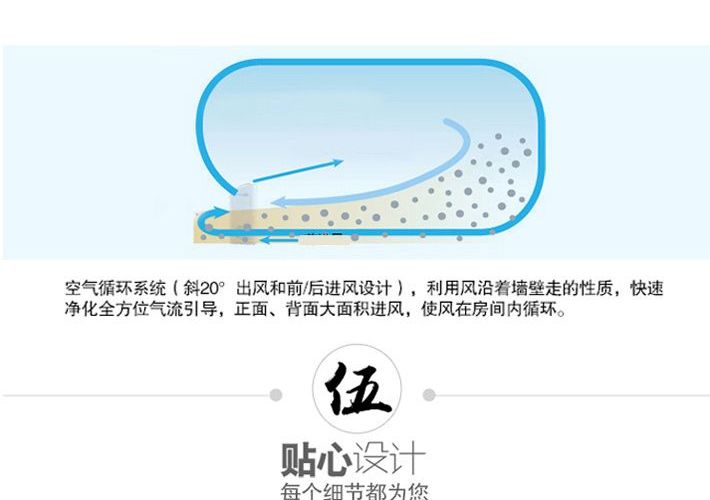 空气循环系统（斜20°出风和前/后进风设计），利用风沿着墙壁走的性质，快速
净化全方位气流引导，正面、背面大面积进风，使风在房间内循环。
伍
贴心设计
每个细节都为您